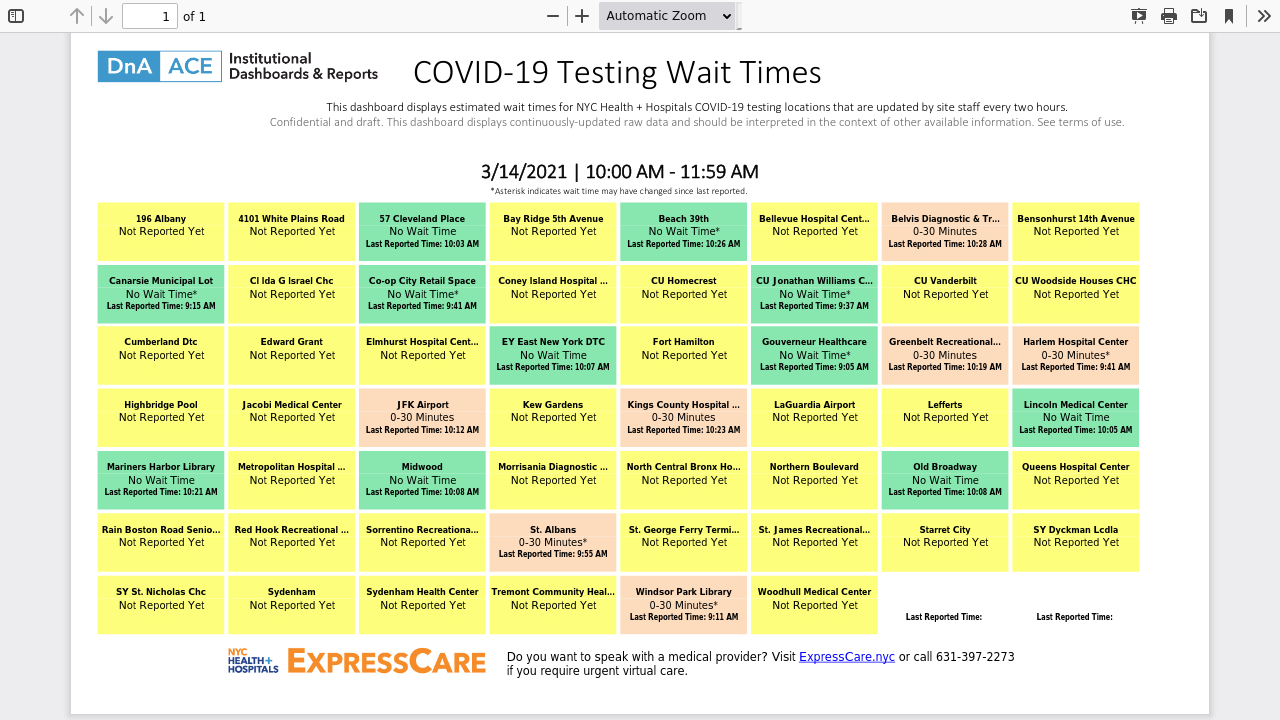 1 of 1 Automatic Zoom
DnA ACE Institutional Dashboards & Reports
COVID-19 Testing Wait Times
This dashboard displays estimated wait times for NYC Health + Hospitals COVID-19 testing locations that are updated by site staff every two hours.
Confidential and draft. This dashboard displays continuously-updated raw data and should be interpreted in the context of other available information. See terms of use.
3/14/2021 | 10:00 AM - 11:59 AM
*Asterisk indicates wait time may have changed since last reported.
196 Albany
Not Reported Yet
4101 White Plains Road
Not Reported Yet
57 Cleveland Place
No Wait Time
Last Reported Time: 10:03 AM
Bay Ridge 5th Avenue
Not Reported Yet
Beach 39th
No Wait Time*
Last Reported Time: 10:26 AM
Bellevue Hospital Cent...
Not Reported Yet
Belvis Diagnostic & Tr...
0-30 Minutes
Last Reported Time: 10:28 AM
Bensonhurst 14th Avenue
Not Reported Yet
Canarsie Municipal Lot
No Wait Time*
Last Reported Time: 9:15 AM
CI Ida G Israel Chc
Not Reported Yet
Co-op City Retail Space
No Wait Time*
Last Reported Time: 9:41 AM
Coney Island Hospital ...
Not Reported Yet
CU Homecrest
Not Reported Yet
CU Jonathan Williams C...
No Wait Time*
Last Reported Time: 9:37 AM
CU Vanderbilt
Not Reported Yet
CU Woodside Houses CHC
Not Reported Yet
Cumberland Dtc
Not Reported Yet
Edward Grant
Not Reported Yet
Elmhurst Hospital Cent...
Not Reported Yet
EY East New York DTC
No Wait Time
Last Reported Time: 10:07 AM
Fort Hamilton
Not Reported Yet
Gouverneur Healthcare
No Wait Time*
Last Reported Time: 9:05 AM
Greenbelt Recreational...
0-30 Minutes
Last Reported Time: 10:19 AM
Harlem Hospital Center
0-30 Minutes*
Last Reported Time: 9:41 AM
Highbridge Pool
Not Reported Yet
Jacobi Medical Center
Not Reported Yet
JFK Airport
0-30 Minutes
Last Reported Time: 10:12 AM
Kew Gardens
Not Reported Yet
Kings County Hospital ...
0-30 Minutes
Last Reported Time: 10:23 AM
LaGuardia Airport
Not Reported Yet
Lefferts
Not Reported Yet
Lincoln Medical Center
No Wait Time
Last Reported Time: 10:05 AM
Mariners Harbor Library
No Wait Time
Last Reported Time: 10:21 AM
Metropolitan Hospital ...
Not Reported Yet
Midwood
No Wait Time
Last Reported Time: 10:08 AM
Morrisania Diagnostic ...
Not Reported Yet
North Central Bronx Ho...
Not Reported Yet
Northern Boulevard
Not Reported Yet
Old Broadway
No Wait Time
Last Reported Time: 10:08 AM
Queens Hospital Center
Not Reported Yet
Rain Boston Road Senio...
Not Reported Yet
Red Hook Recreational ...
Not Reported Yet
Sorrentino Recreationa...
Not Reported Yet
St. Albans
0-30 Minutes*
Last Reported Time: 9:55 AM
St. George Ferry Termi...
Not Reported Yet
St. James Recreational...
Not Reported Yet
Starret City
Not Reported Yet
SY Dyckman Lcdla
Not Reported Yet
SY St. Nicholas Chc
Not Reported Yet
Sydenham
Not Reported Yet
Sydenham Health Center
Not Reported Yet
Tremont Community Heal...
Not Reported Yet
Windsor Park Library
0-30 Minutes*
Last Reported Time: 9:11 AM
Woodhull Medical Center
Not Reported Yet
Last Reported Time:
Last Reported Time:
NYC
HEALTH+
HOSPITALS
EXPRESSCARE
Do you want to speak with a medical provider? Visit ExpressCare.nyc or call 631-397-2273
if you require urgent virtual care.